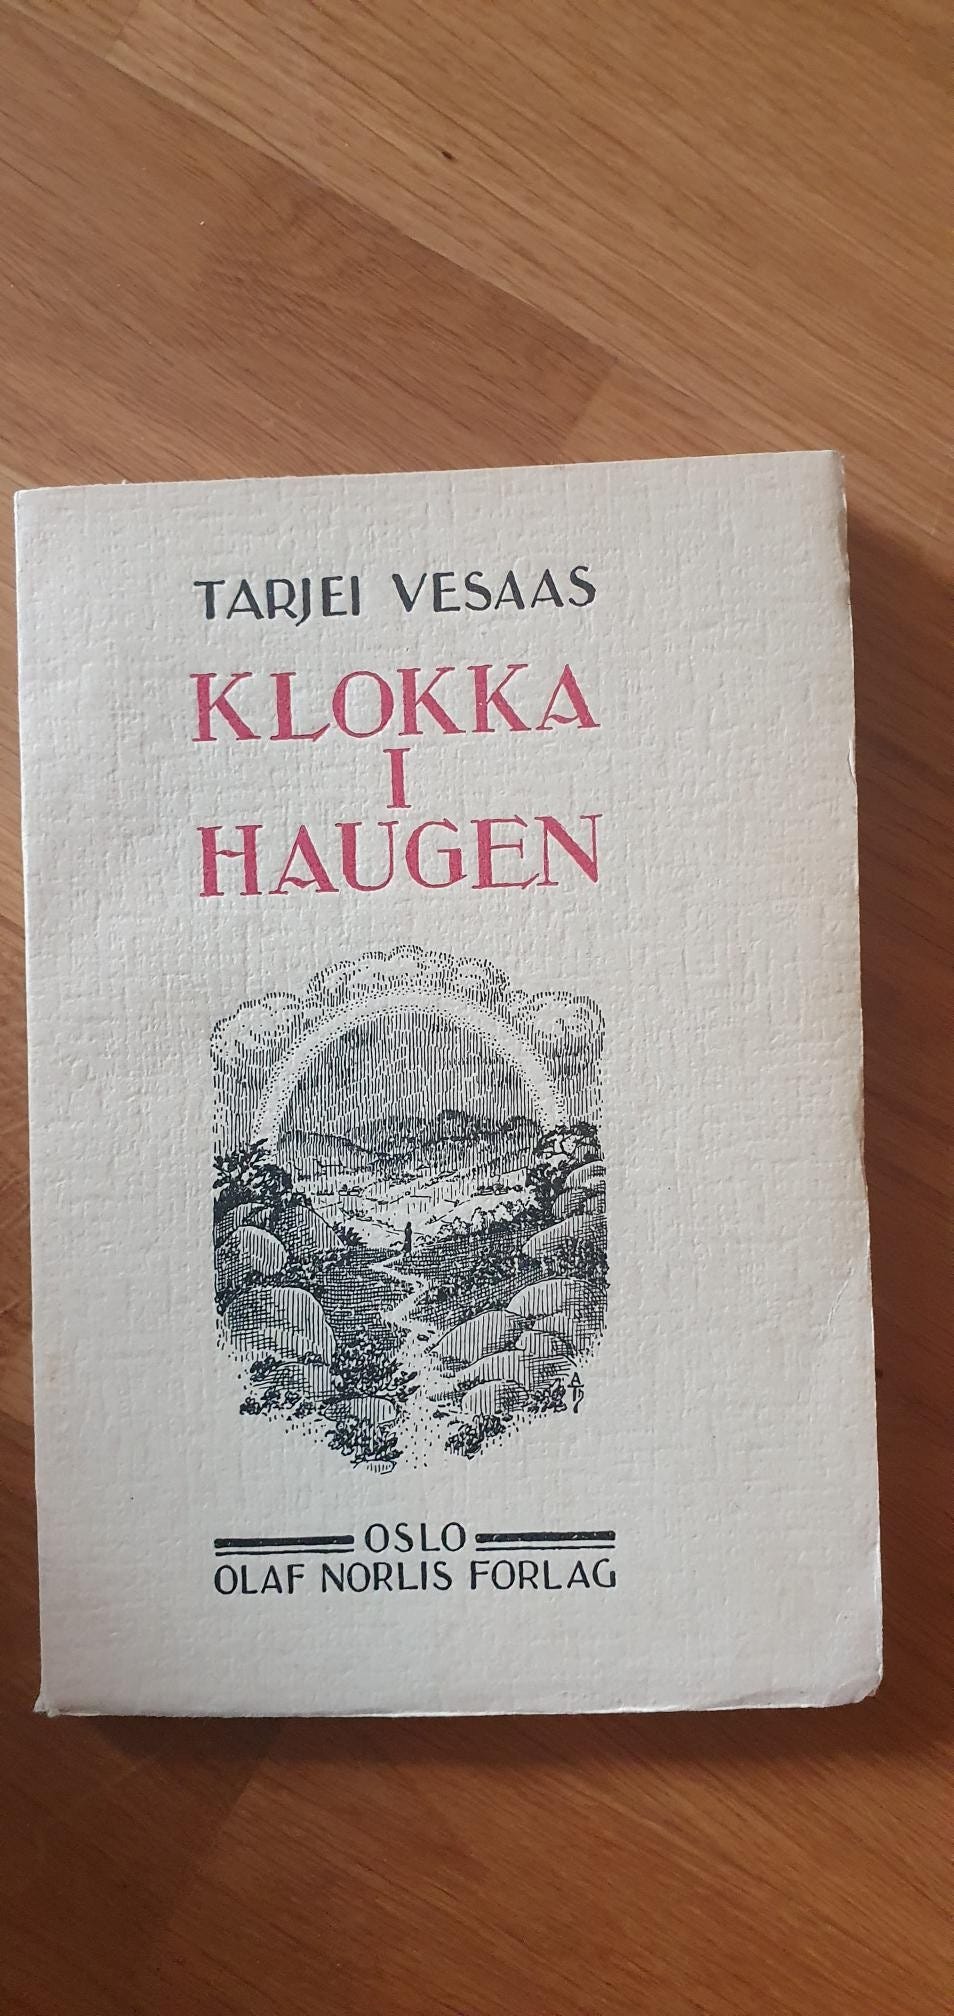 TARJEI VESAAS
KLOKKA
I
HAUGEN
OSLO
OLAF NORLIS FORLAG